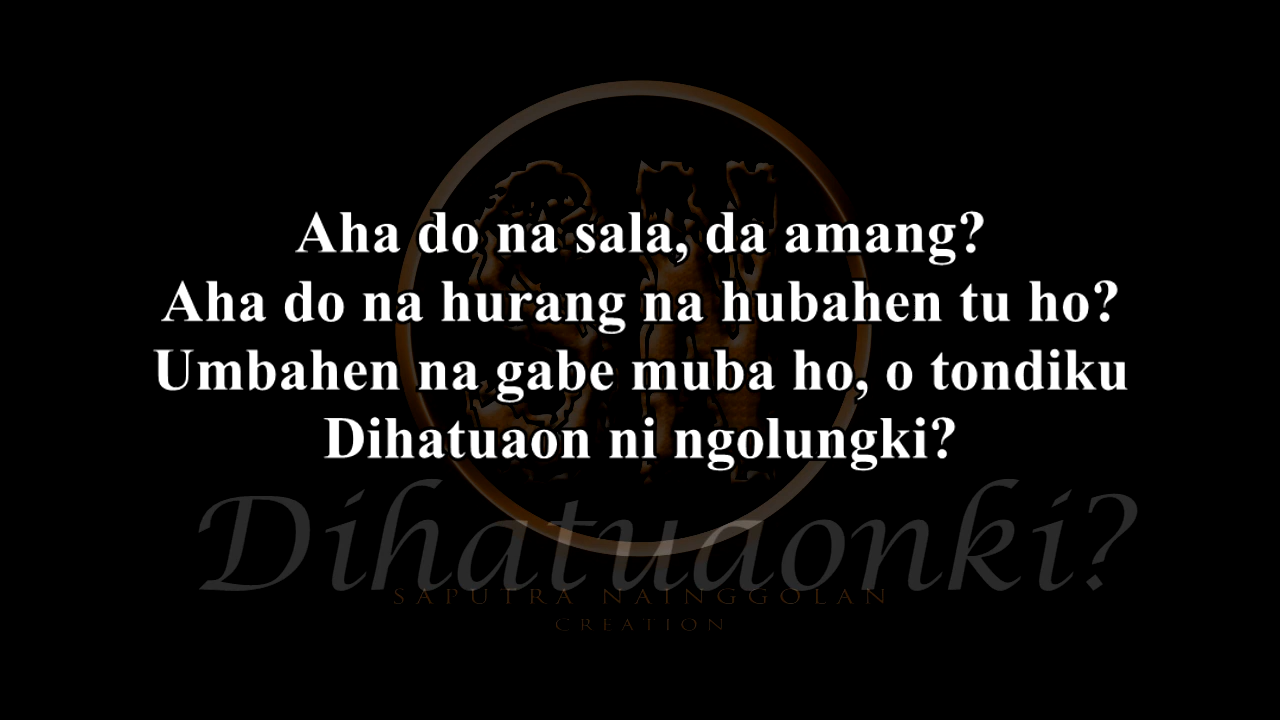 Aha do na sala, da amang?
Aha do na hurang na hubahen tu ho?
Umbahen na gabe muba ho, o tondiku
Dihatuaon ni ngolungki?
Dihatuaonki?
SAPUTRA NAINGGOLAN
CREATION